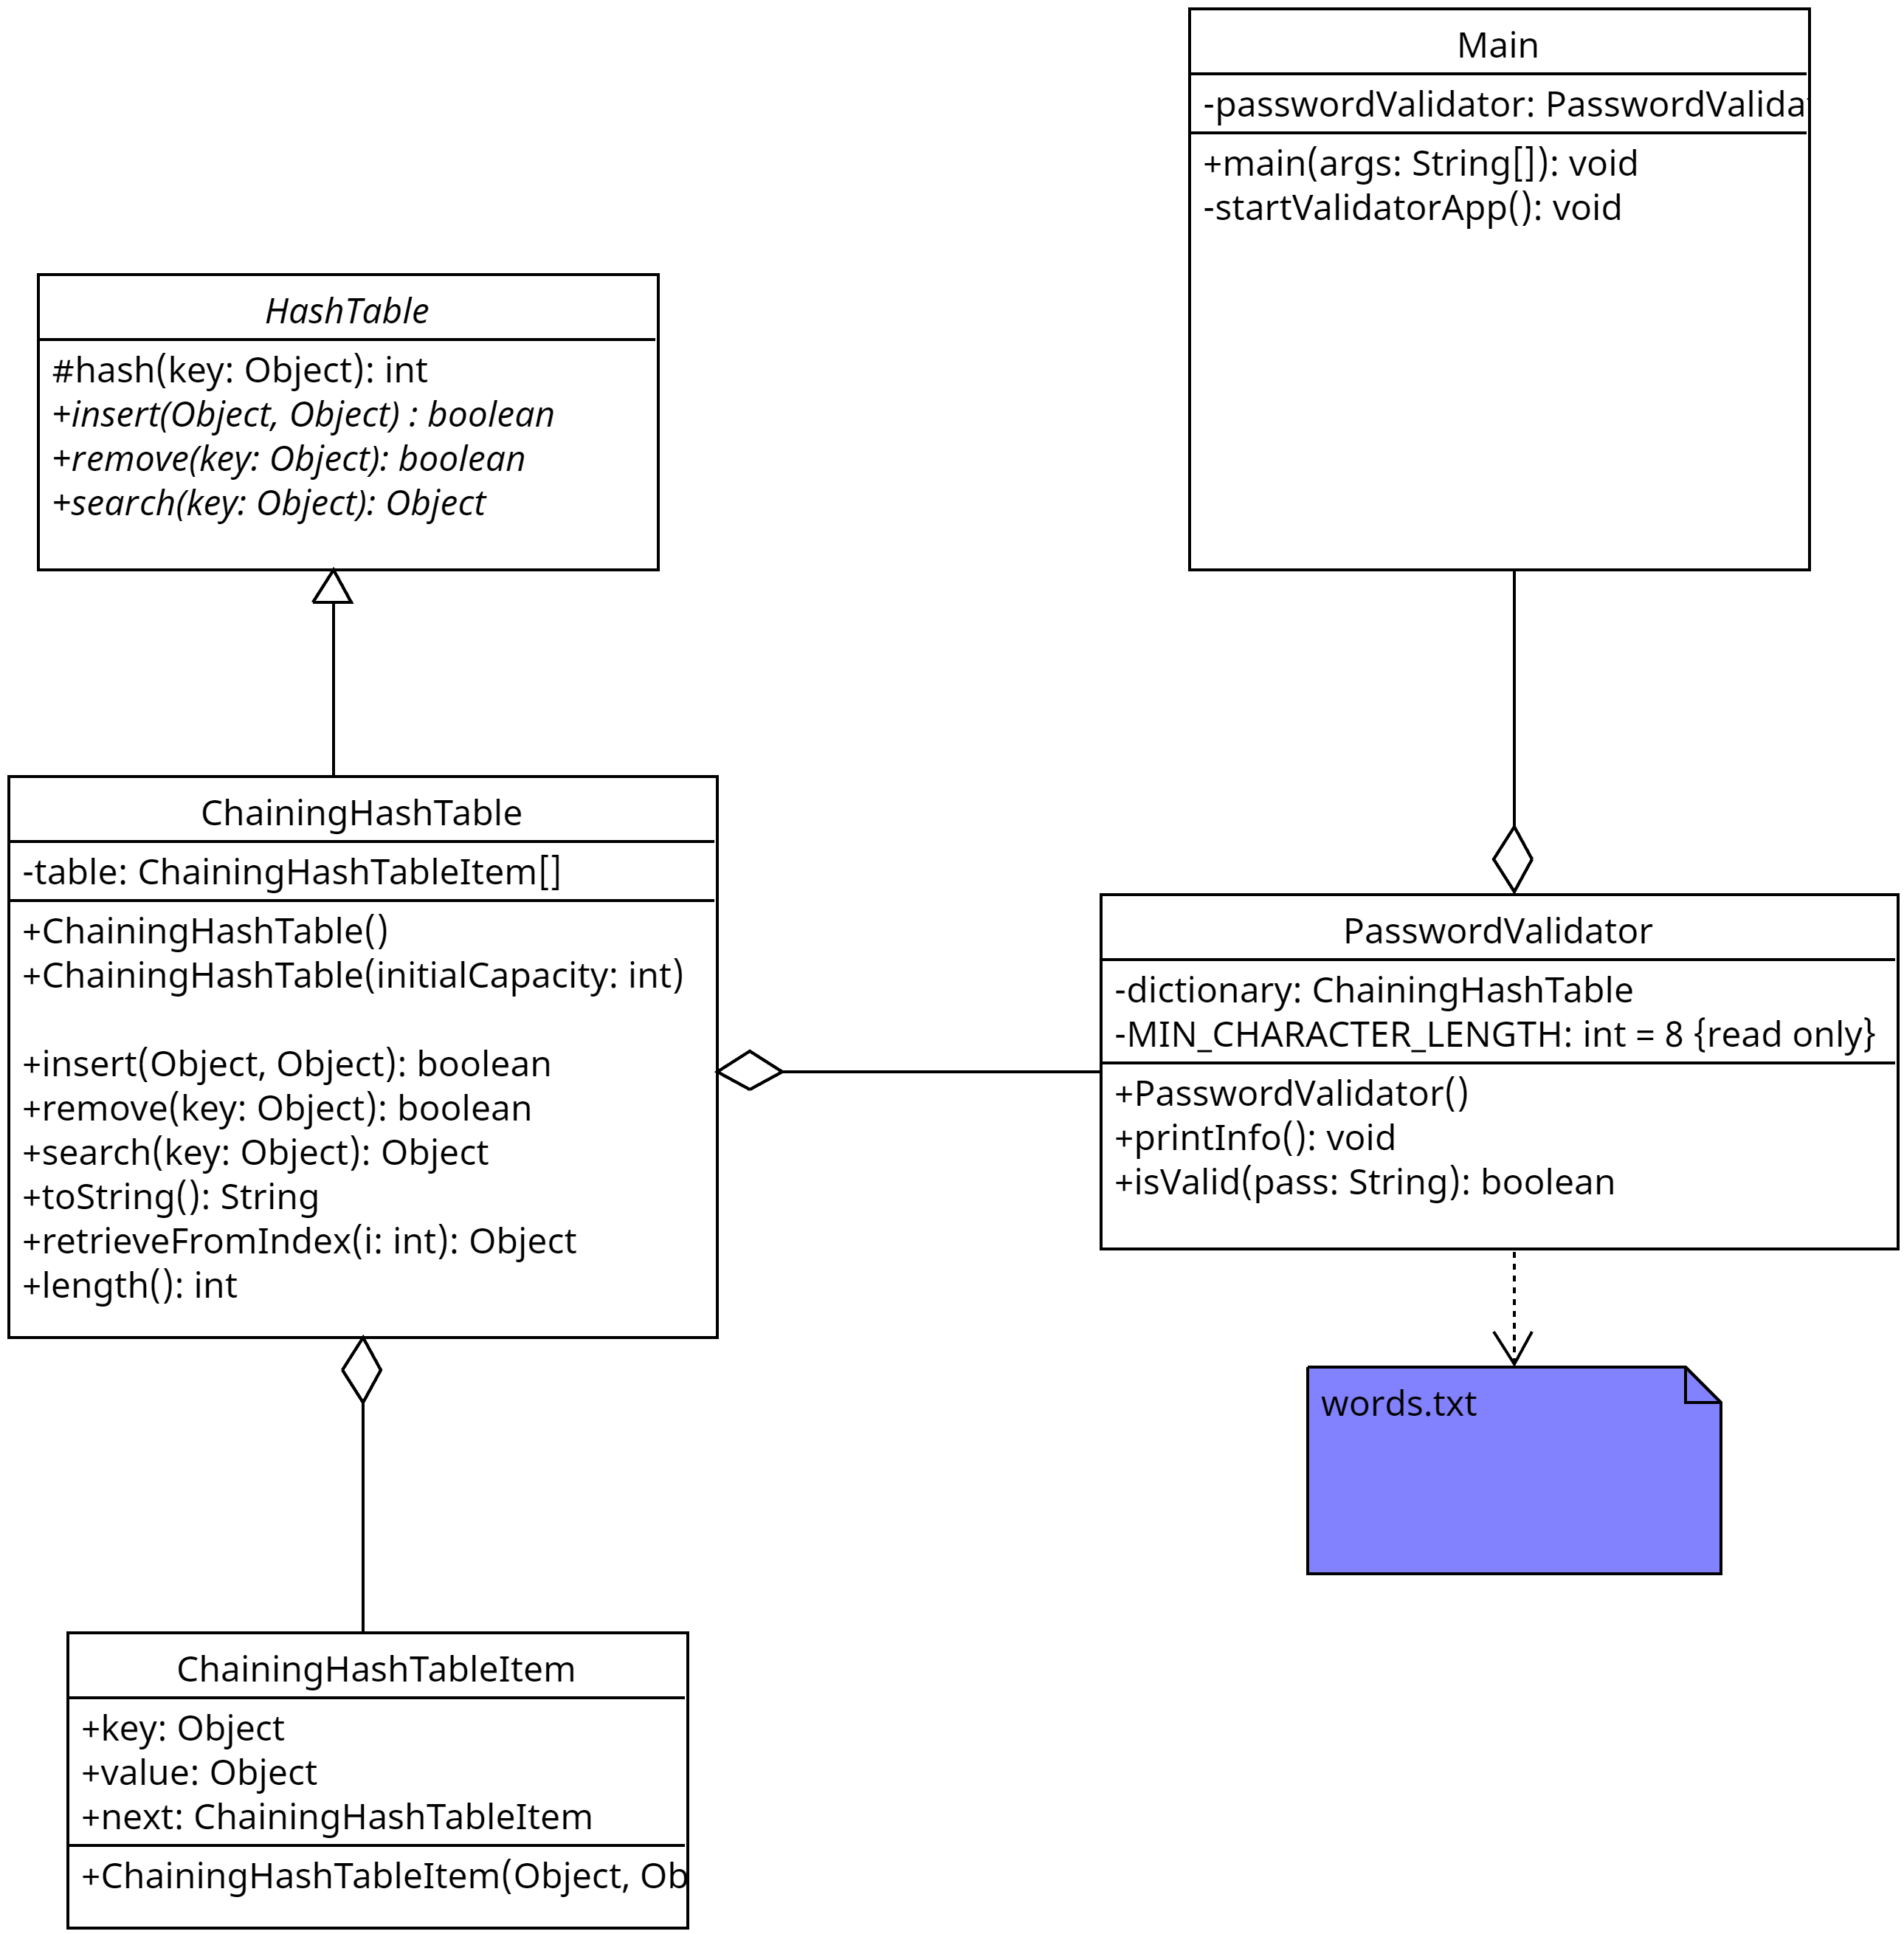 Main
-passwordValidator: PasswordValida
+main(args: String[]): void
-startValidatorApp(): void
HashTable
#hash(key: Object): int
+insert(Object, Object) : boolean
+remove(key: Object): boolean
+search(key: Object): Object
ChainingHashTable
-table: ChainingHashTableItem[]
+ChainingHashTable()
+ChainingHashTable(initialCapacity: int)
+insert(Object, Object): boolean
+remove(key: Object): boolean
+search(key: Object): Object
+toString(): String
+retrieveFromIndex(i: int): Object
+length(): int
PasswordValidator
-dictionary: ChainingHashTable
-MIN_CHARACTER_LENGTH: int = 8 {read only}
+PasswordValidator()
+printInfo(): void
+isValid(pass: String): boolean
words.txt
ChainingHashTableItem
+key: Object
+value: Object
+next: ChainingHashTableItem
+ChainingHashTableItem(Object, Ob